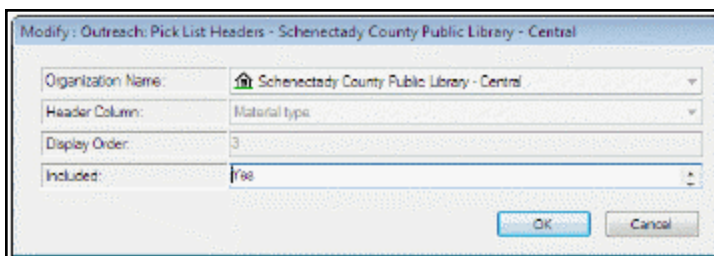 Modify : Outreach: Pick List Headers - Schenectady County Public Library - Central
Organization Name: Schenectady County Public Library - Central
Header Column: Material type
Display Order: 3
Included: Yes
OK Cancel